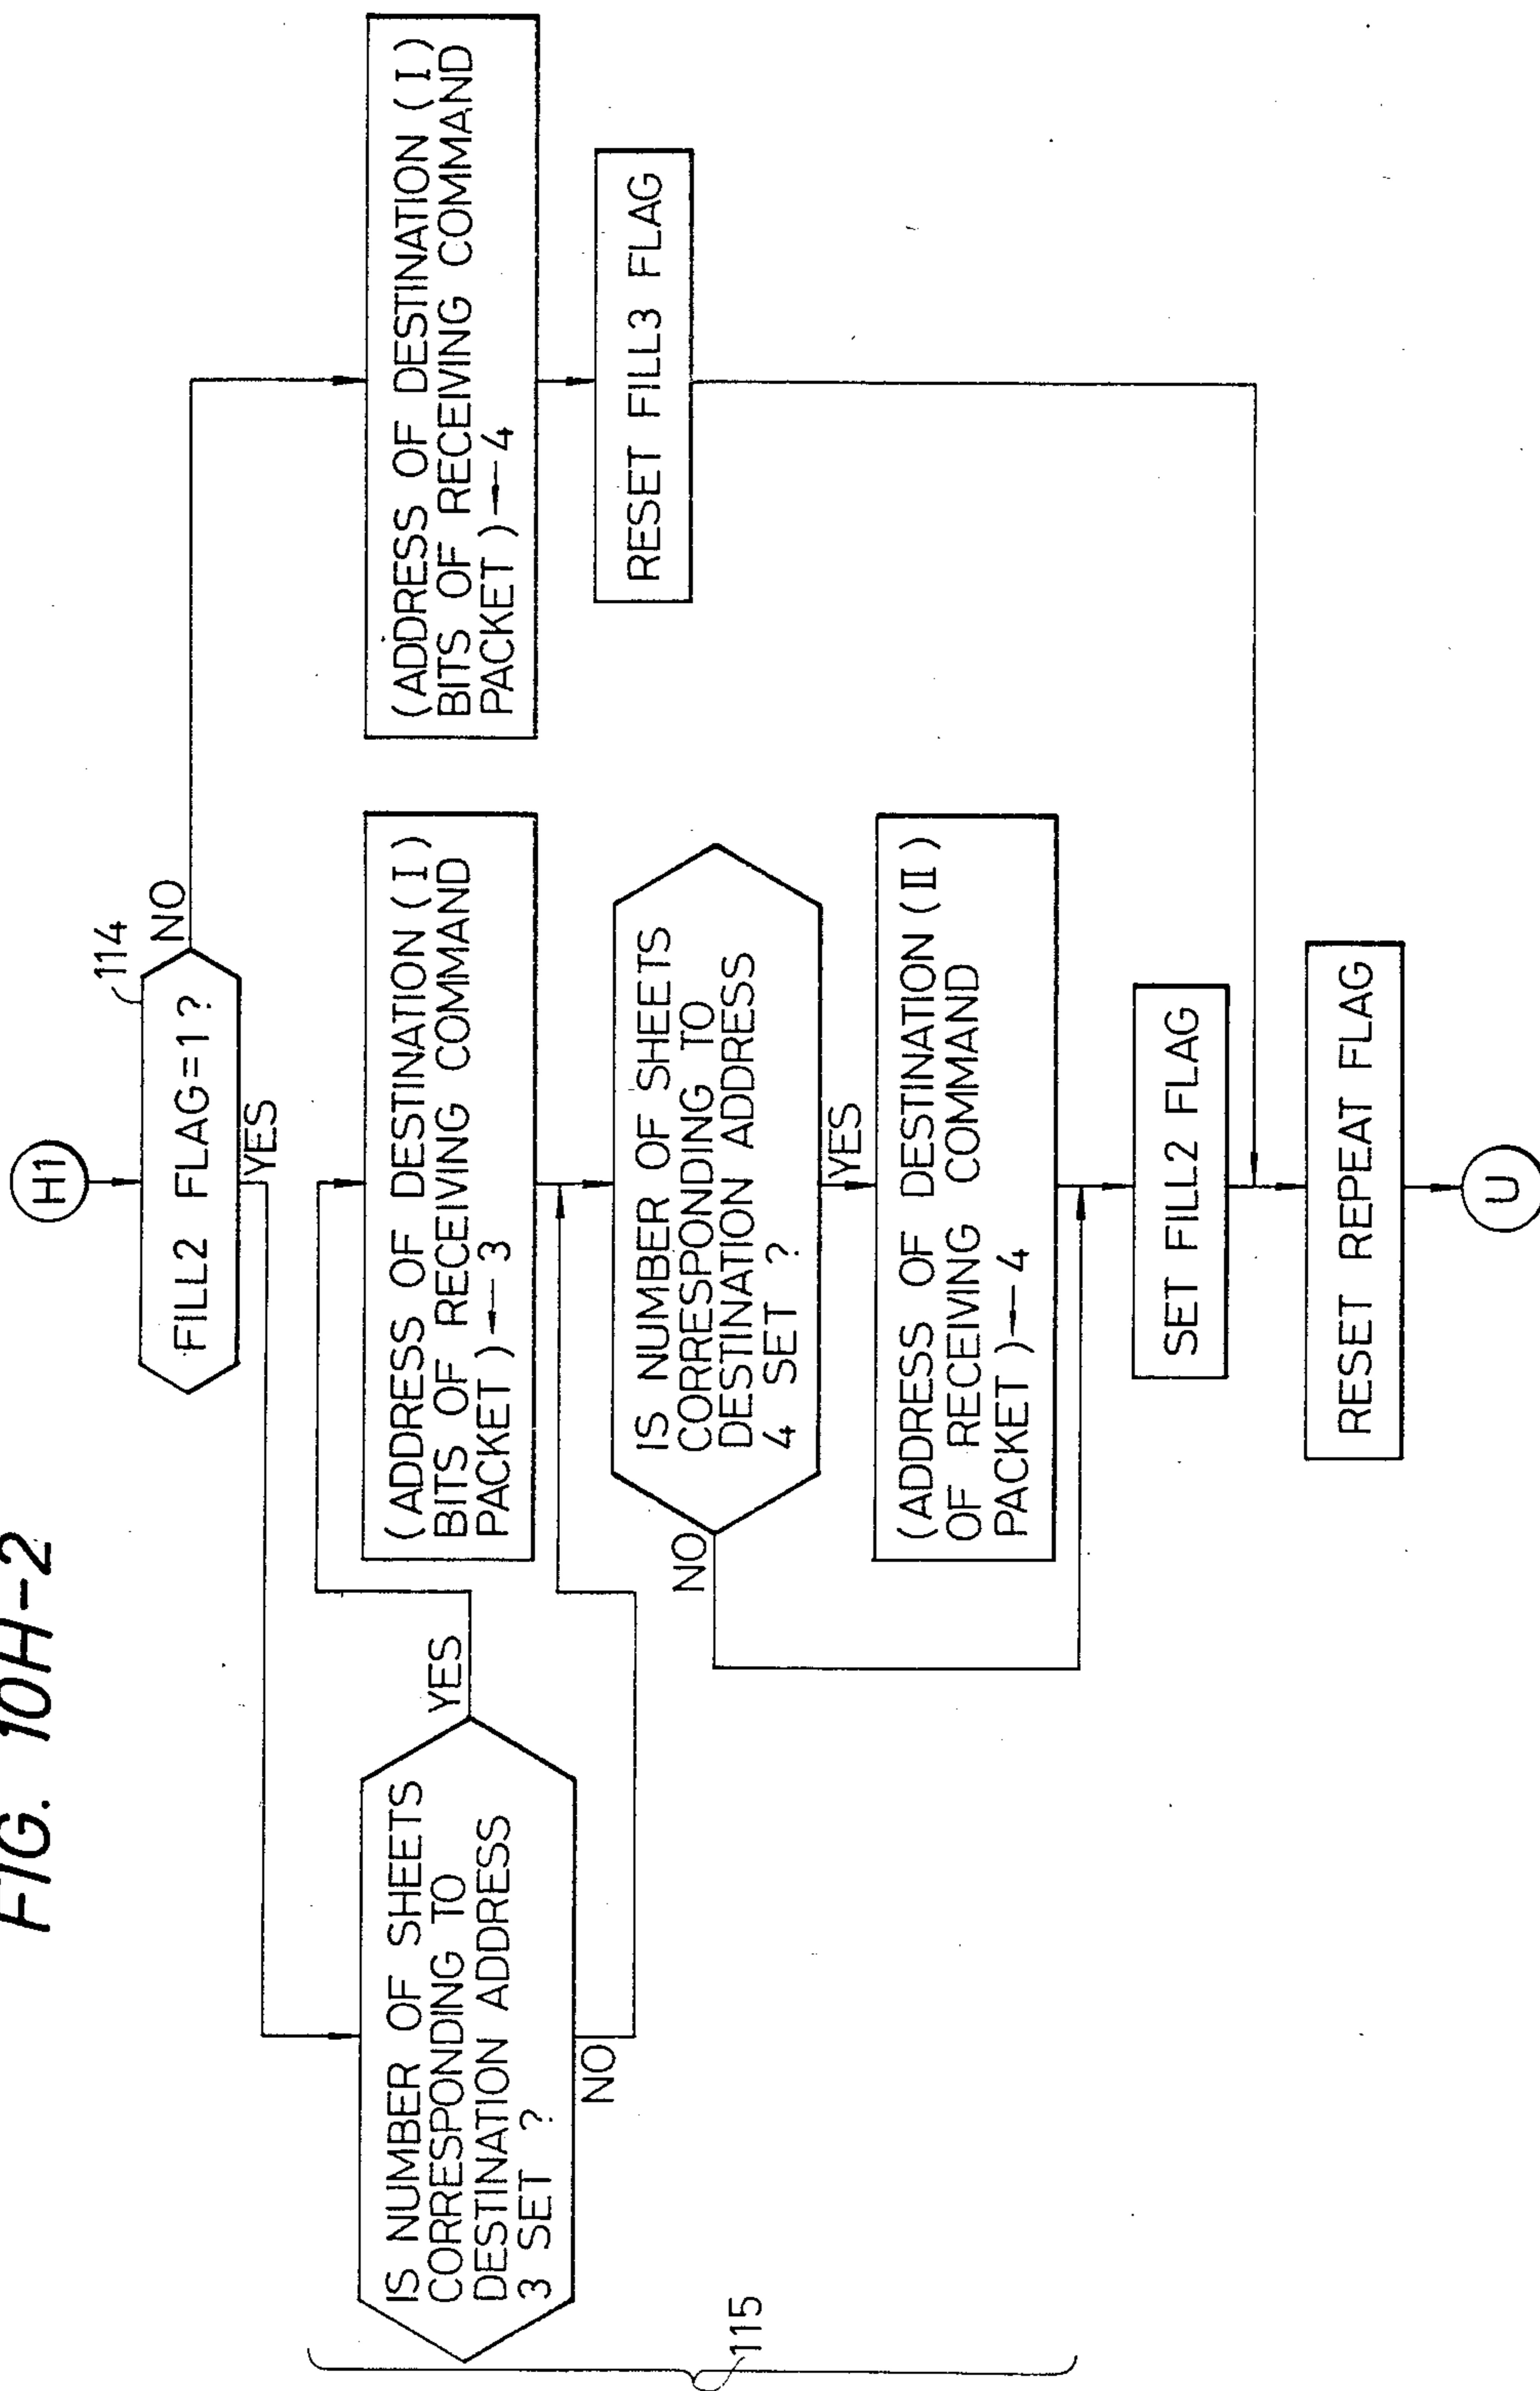 FIG. 10H-2
H1
114
FILL2 FLAG=1 ?
NO
YES
IS NUMBER OF SHEETS
CORRESPONDING TO
DESTINATION ADDRESS
3 SET ?
YES
NO
(ADDRESS OF DESTINATION (I)
BITS OF RECEIVING COMMAND
PACKET)←3
(ADDRESS OF DESTINATION (I)
BITS OF RECEIVING COMMAND
PACKET)←4
RESET FILL3 FLAG
IS NUMBER OF SHEETS
CORRESPONDING TO
DESTINATION ADDRESS
4 SET ?
NO
YES
(ADDRESS OF DESTINATION (II)
OF RECEIVING COMMAND
PACKET)←4
115
SET FILL2 FLAG
RESET REPEAT FLAG
U